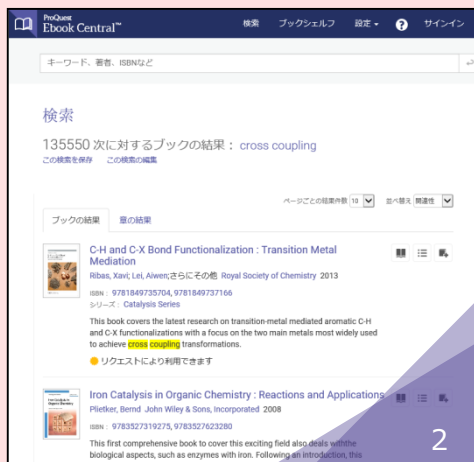 ProQuest
Ebook Central™
検索 ブックシェルフ 設定 ? サインイン
キーワード、著者、ISBNなど
検索
135550 次に対するブックの結果： cross coupling
この検索を保存 この検索の編集
ページごとの結果件数 10 並べ替え 関連性
ブックの結果 章の結果
C-H and C-X Bond Functionalization : Transition Metal
Mediation
Ribas, Xavi; Lei, Aiwen;さらにその他 Royal Society of Chemistry 2013
ISBN： 9781849735704, 9781849737166
シリーズ： Catalysis Series
This book covers the latest research on transition-metal mediated aromatic C-H
and C-X functionalizations with a focus on the two main metals most widely used
to achieve cross coupling transformations.
リクエストにより利用できます
Iron Catalysis in Organic Chemistry : Reactions and Applications
Plietker, Bernd John Wiley & Sons, Incorporated 2008
ISBN： 9783527319275, 9783527623280
This first comprehensive book to cover this exciting field also deals with the
biological aspects, such as enzymes with iron. Following an introduction, this
2